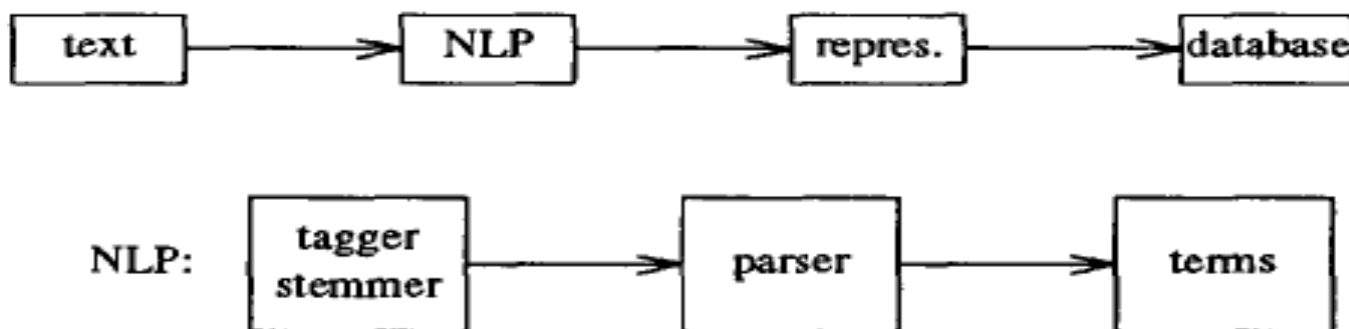 text NLP repres. database
NLP: tagger stemmer parser terms